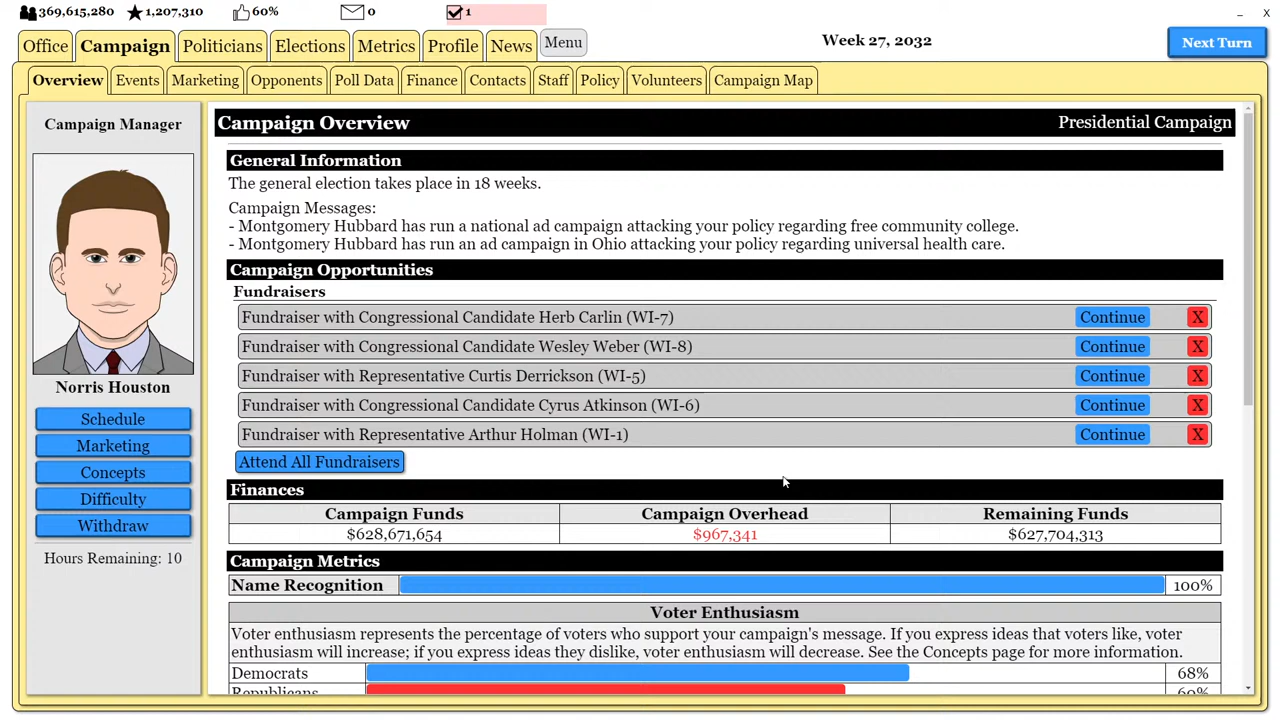 369,615,280 1,207,310 60% 0 1
_ X
Office Campaign Politicians Elections Metrics Profile News Menu
Week 27, 2032
Next Turn
Overview Events Marketing Opponents Poll Data Finance Contacts Staff Policy Volunteers Campaign Map
Campaign Manager
Norris Houston
Schedule
Marketing
Concepts
Difficulty
Withdraw
Hours Remaining: 10
Campaign Overview Presidential Campaign
General Information
The general election takes place in 18 weeks.
Campaign Messages:
- Montgomery Hubbard has run a national ad campaign attacking your policy regarding free community college.
- Montgomery Hubbard has run an ad campaign in Ohio attacking your policy regarding universal health care.
Campaign Opportunities
Fundraisers
Fundraiser with Congressional Candidate Herb Carlin (WI-7) Continue X
Fundraiser with Congressional Candidate Wesley Weber (WI-8) Continue X
Fundraiser with Representative Curtis Derrickson (WI-5) Continue X
Fundraiser with Congressional Candidate Cyrus Atkinson (WI-6) Continue X
Fundraiser with Representative Arthur Holman (WI-1) Continue X
Attend All Fundraisers
Finances
Campaign Funds Campaign Overhead Remaining Funds
$628,671,654 $967,341 $627,704,313
Campaign Metrics
Name Recognition 100%
Voter Enthusiasm
Voter enthusiasm represents the percentage of voters who support your campaign's message. If you express ideas that voters like, voter
enthusiasm will increase; if you express ideas they dislike, voter enthusiasm will decrease. See the Concepts page for more information.
Democrats 68%
Republicans 60%